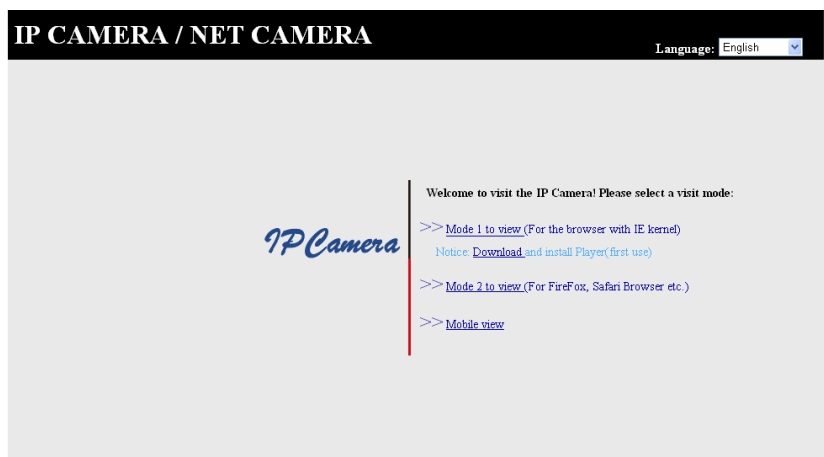 IP CAMERA / NET CAMERA
Language: English
Welcome to visit the IP Camera! Please select a visit mode:
IPCamera
>> Mode 1 to view (For the browser with IE kernel)
Notice: Download and install Player(first use)
>> Mode 2 to view (For FireFox, Safari Browser etc.)
>> Mobile view